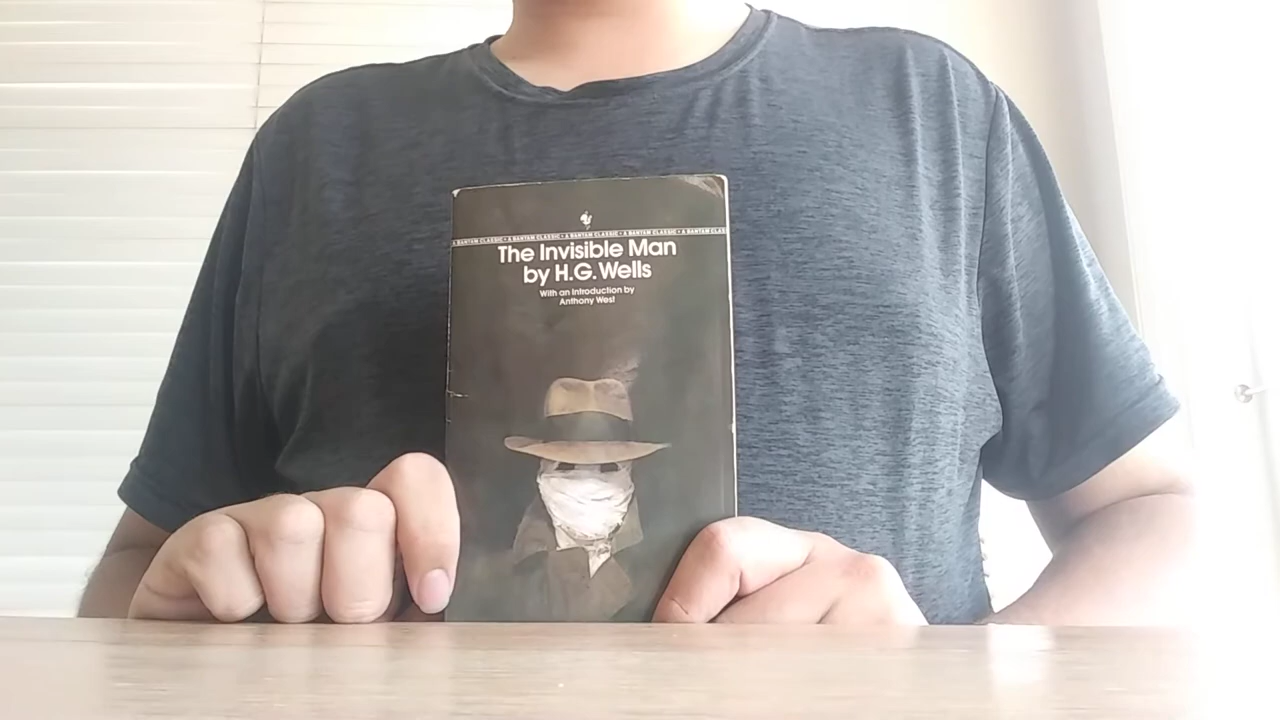 A BANTAM CLASSIC • A BANTAM CLASSIC • A BANTAM CLASSIC • A BANTAM CLASSIC • A BANTAM CLAS
The Invisible Man
by H.G. Wells
With an Introduction by
Anthony West